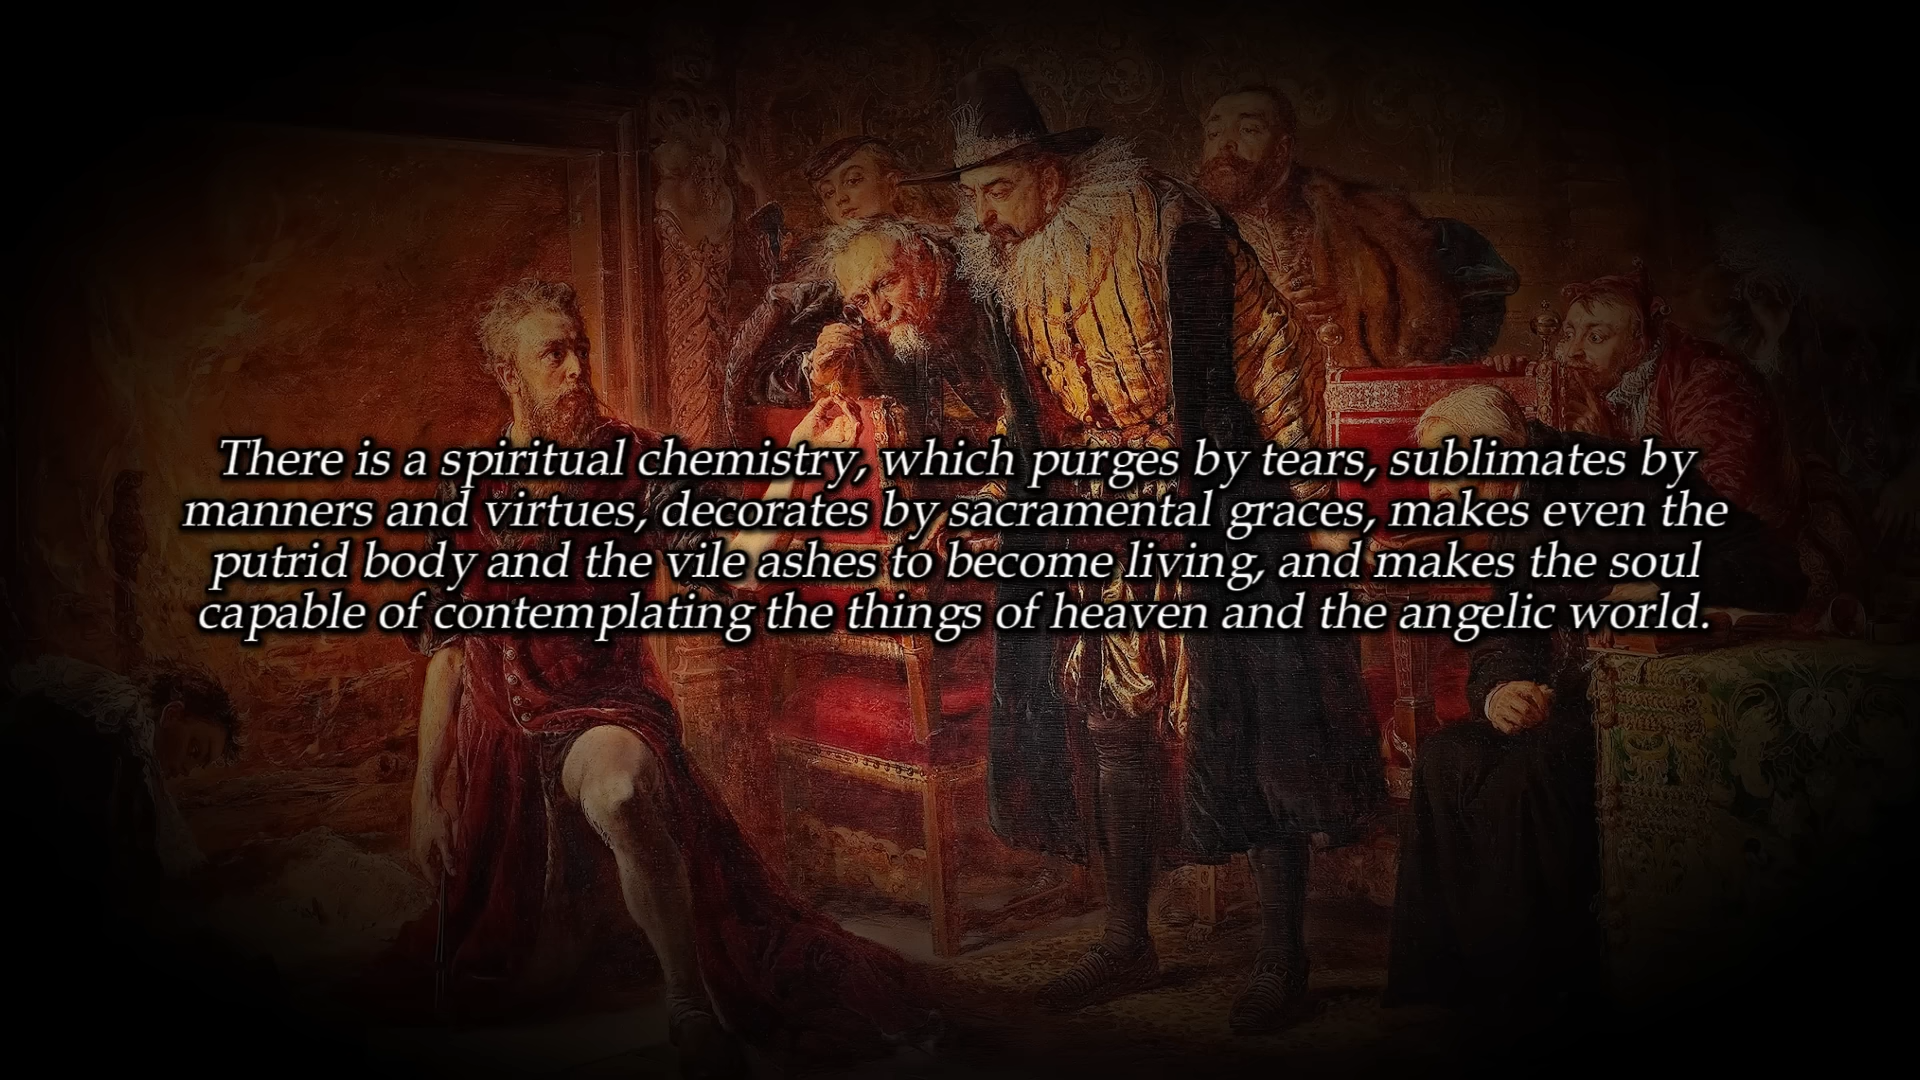 There is a spiritual chemistry, which purges by tears, sublimates by
manners and virtues, decorates by sacramental graces, makes even the
putrid body and the vile ashes to become living, and makes the soul
capable of contemplating the things of heaven and the angelic world.